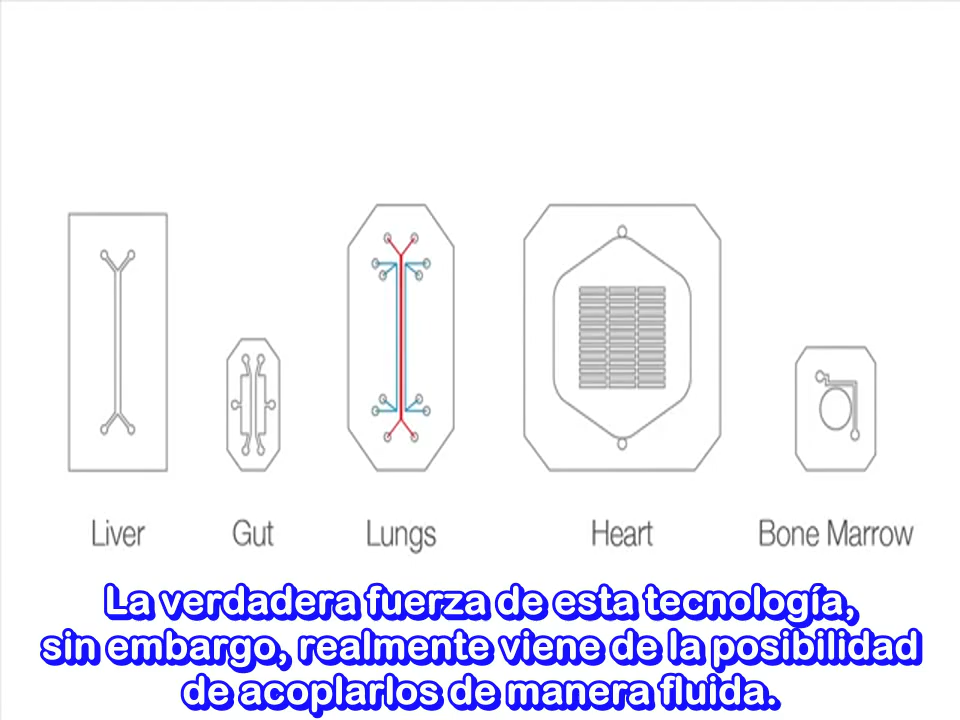 Liver Gut Lungs Heart Bone Marrow
La verdadera fuerza de esta tecnología,
sin embargo, realmente viene de la posibilidad
de acoplarlos de manera fluida.